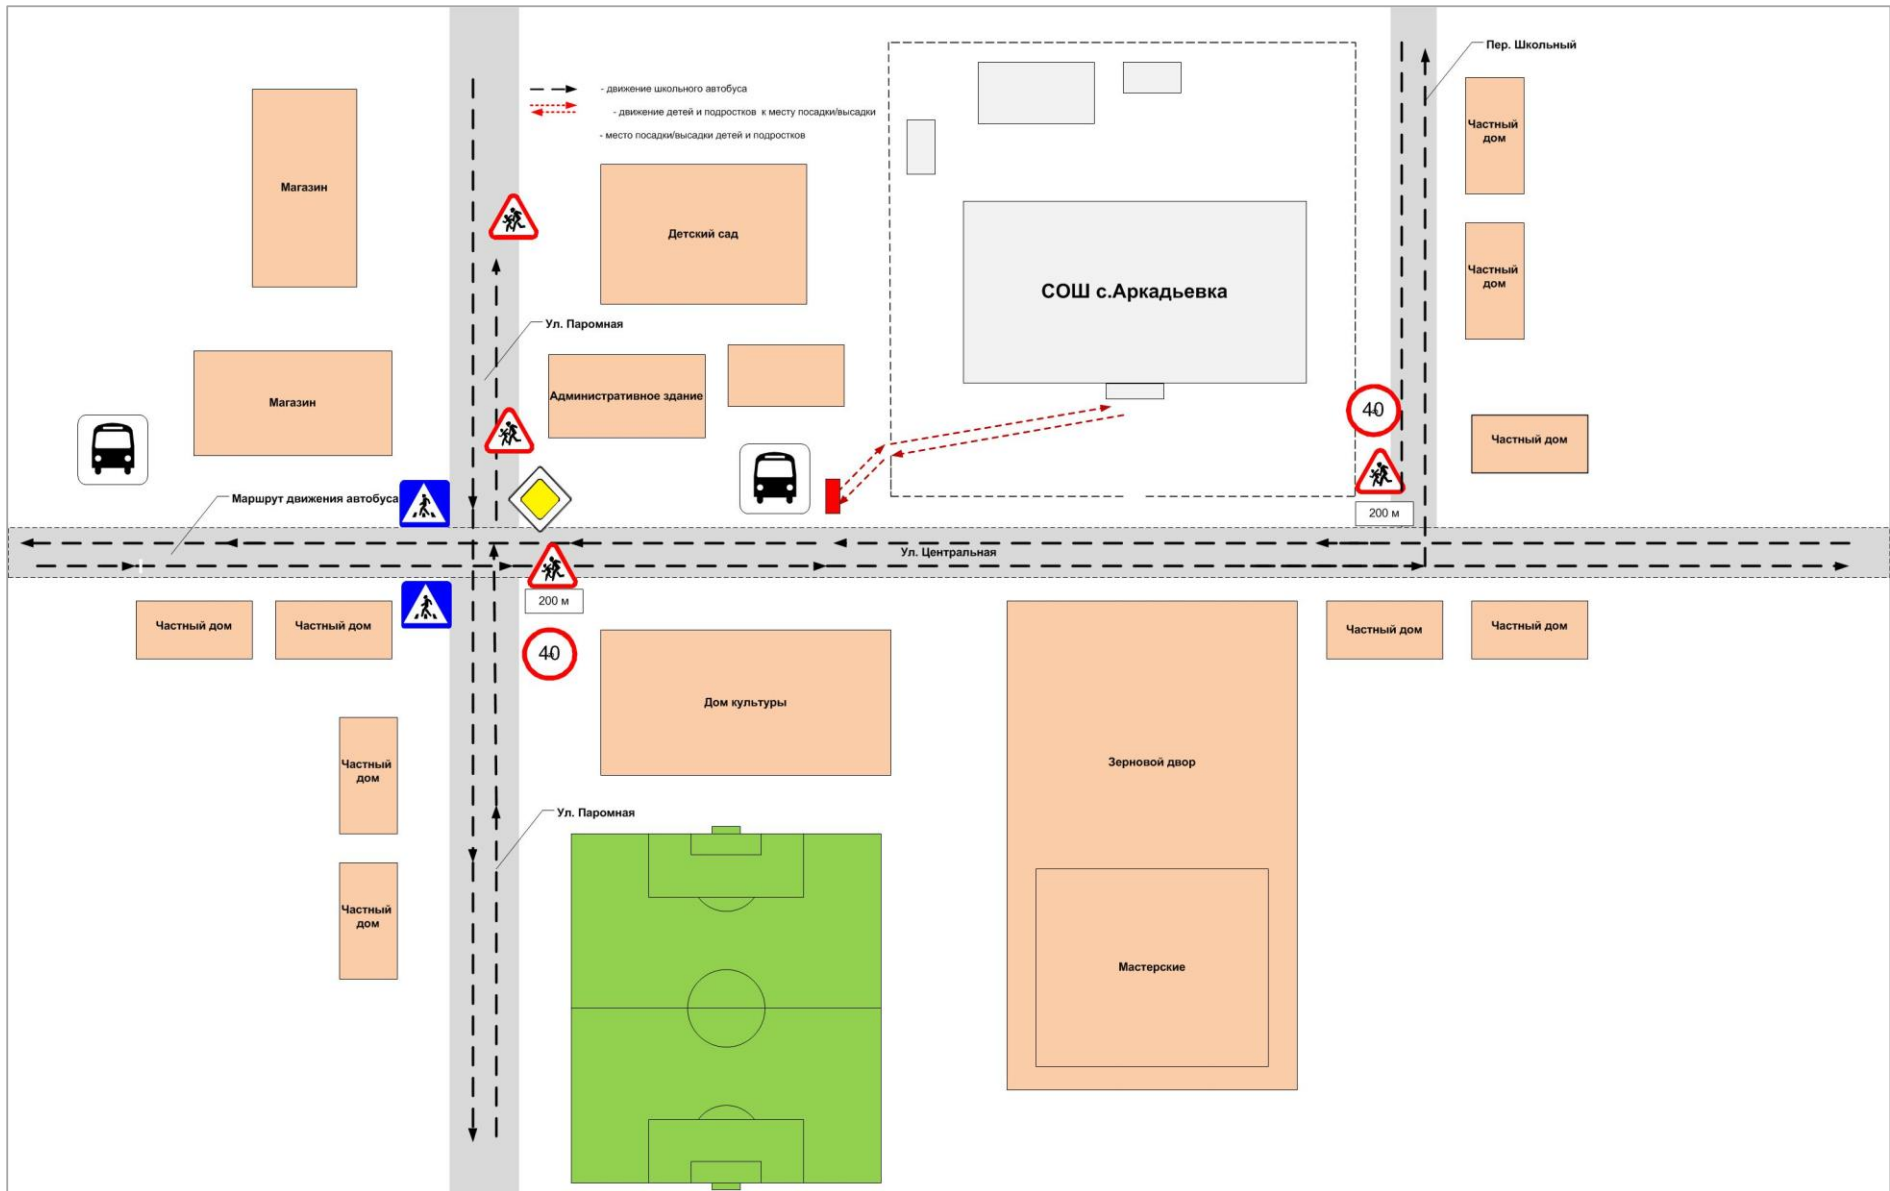 Пер. Школьный
- движение школьного автобуса
- движение детей и подростков к месту посадки/высадки
- место посадки/высадки детей и подростков
Частный
дом
Магазин
Детский сад
Частный
дом
СОШ с.Аркадьевка
Ул. Паромная
Административное здание
Магазин
40
Частный дом
Маршрут движения автобуса
200 м
Ул. Центральная
200 м
Частный дом
Частный дом
Частный дом
Частный дом
40
Дом культуры
Частный
дом
Зерновой двор
Ул. Паромная
Частный
дом
Мастерские